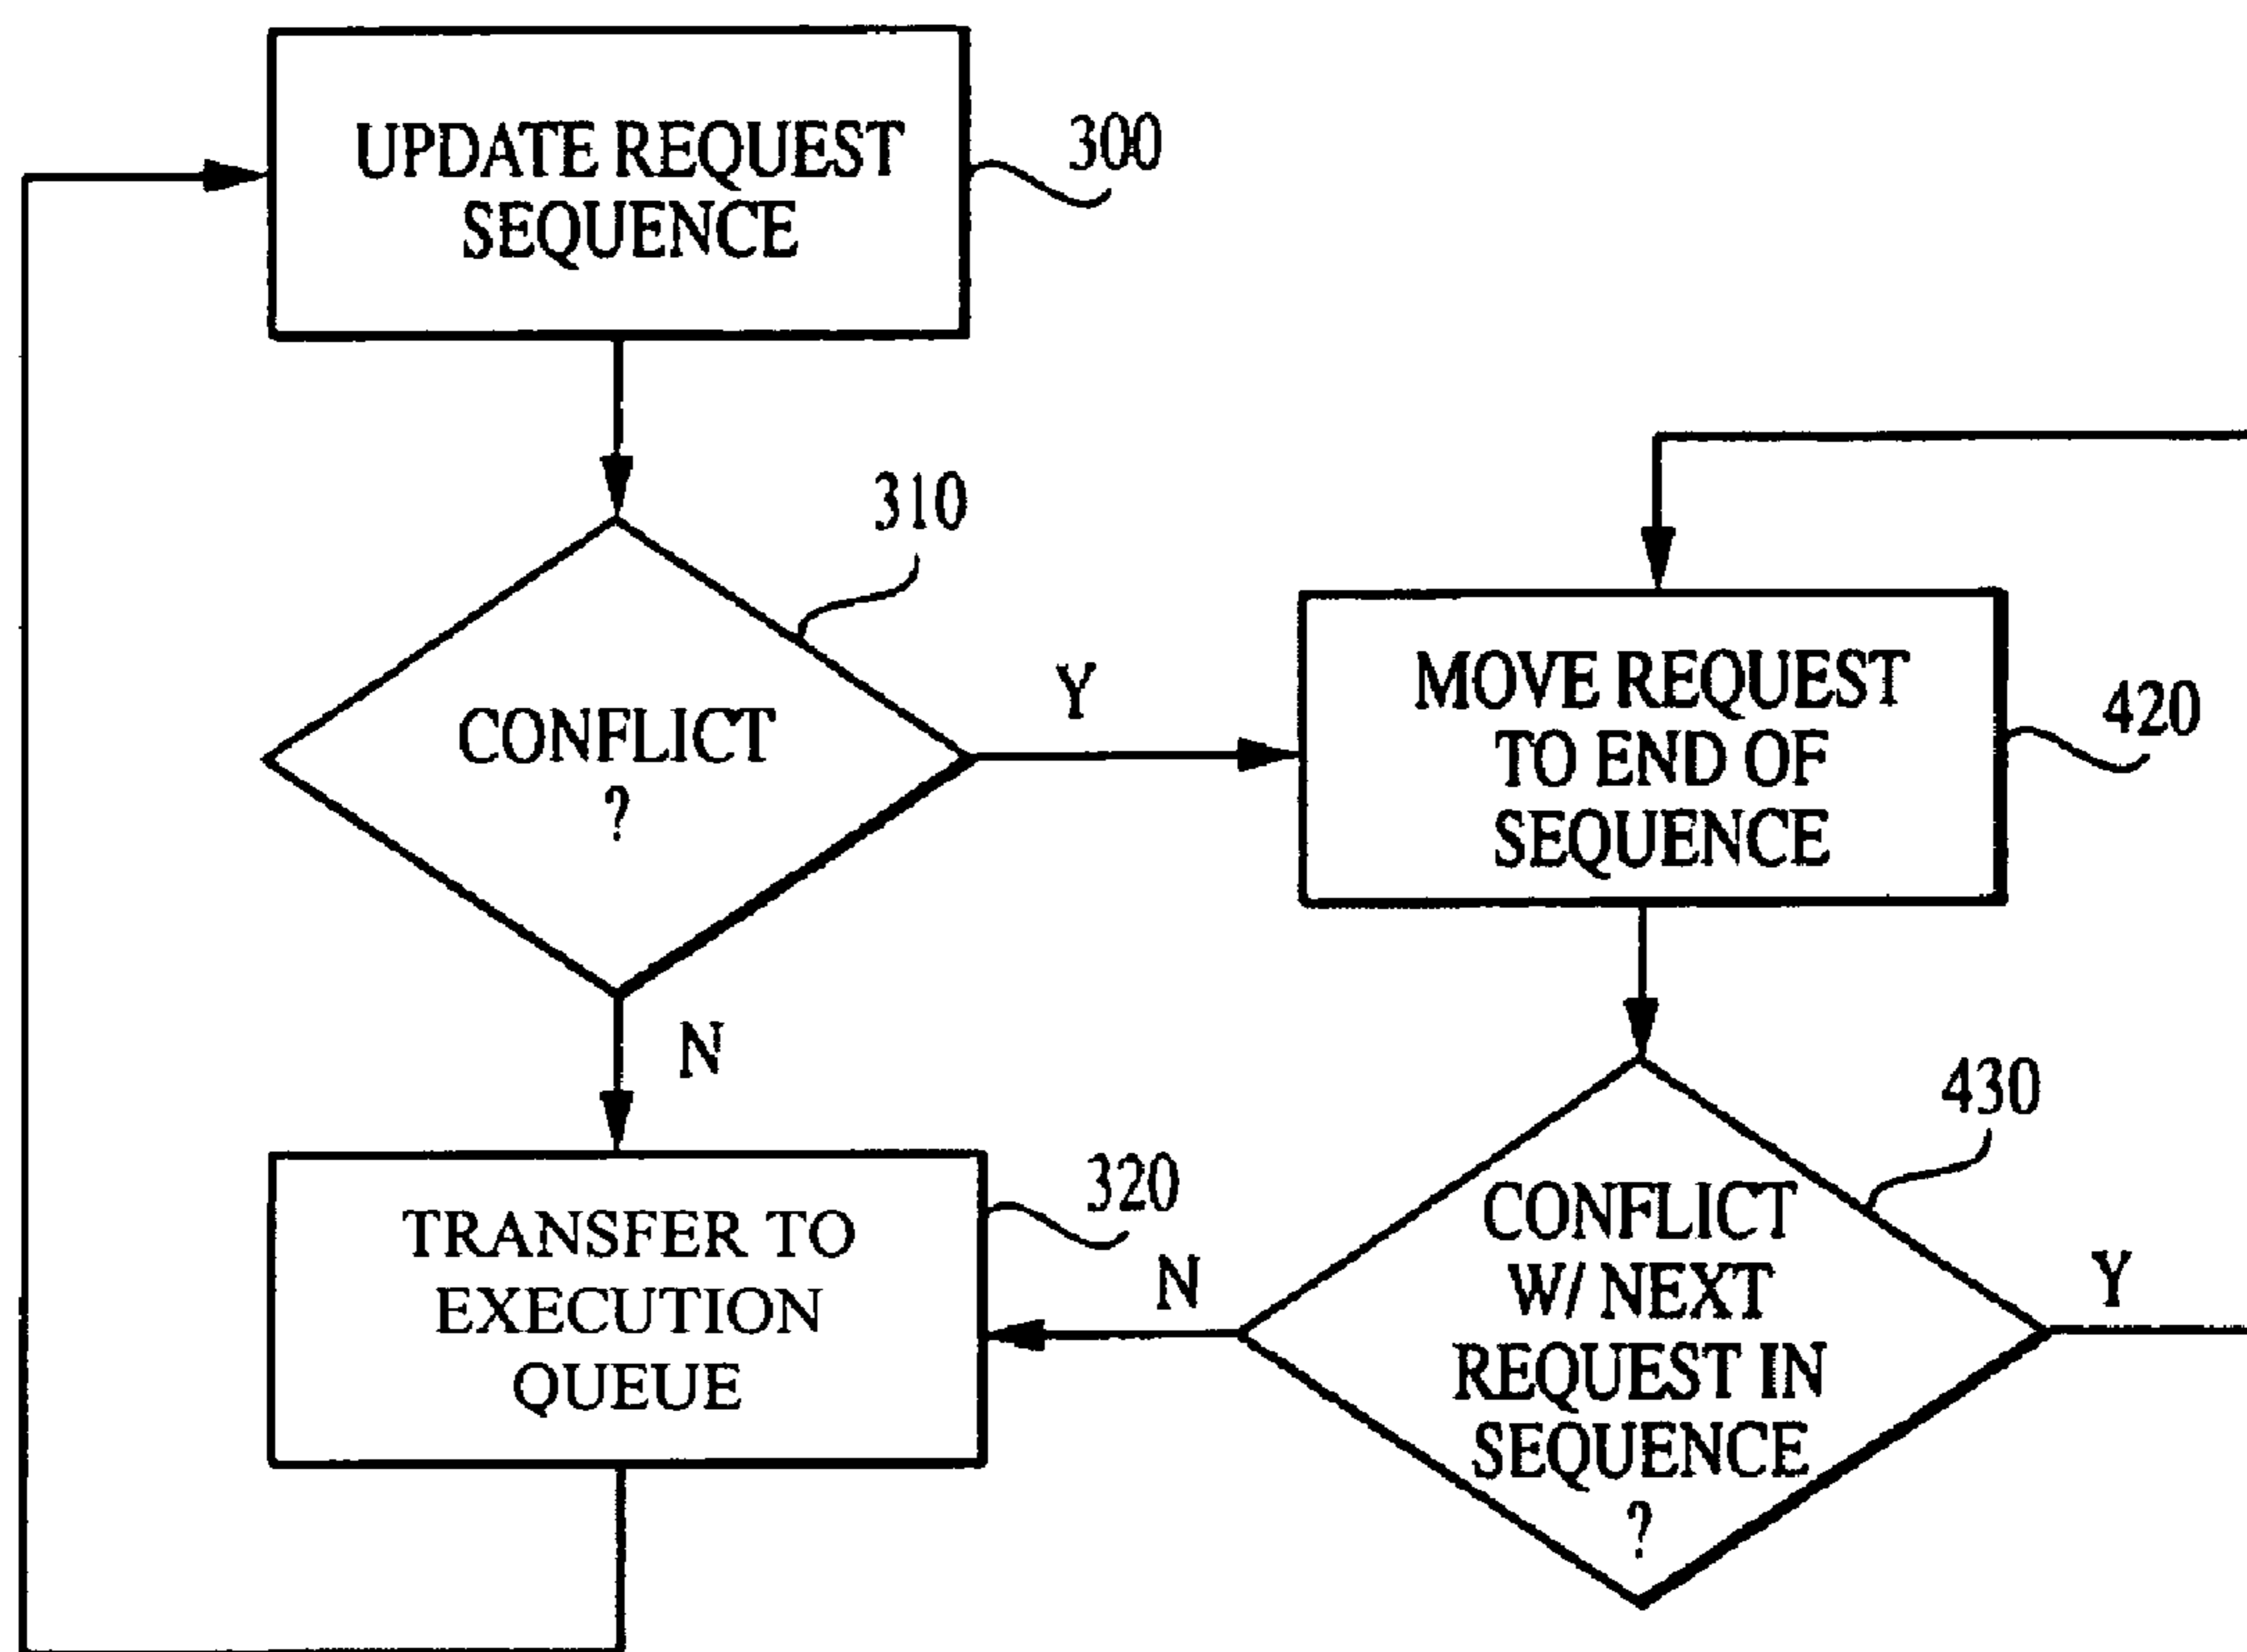 UPDATE REQUEST
SEQUENCE
300
310
CONFLICT
?
Y
N
MOVE REQUEST
TO END OF
SEQUENCE
420
TRANSFER TO
EXECUTION
QUEUE
320
N
430
CONFLICT
W/ NEXT
REQUEST IN
SEQUENCE
?
Y